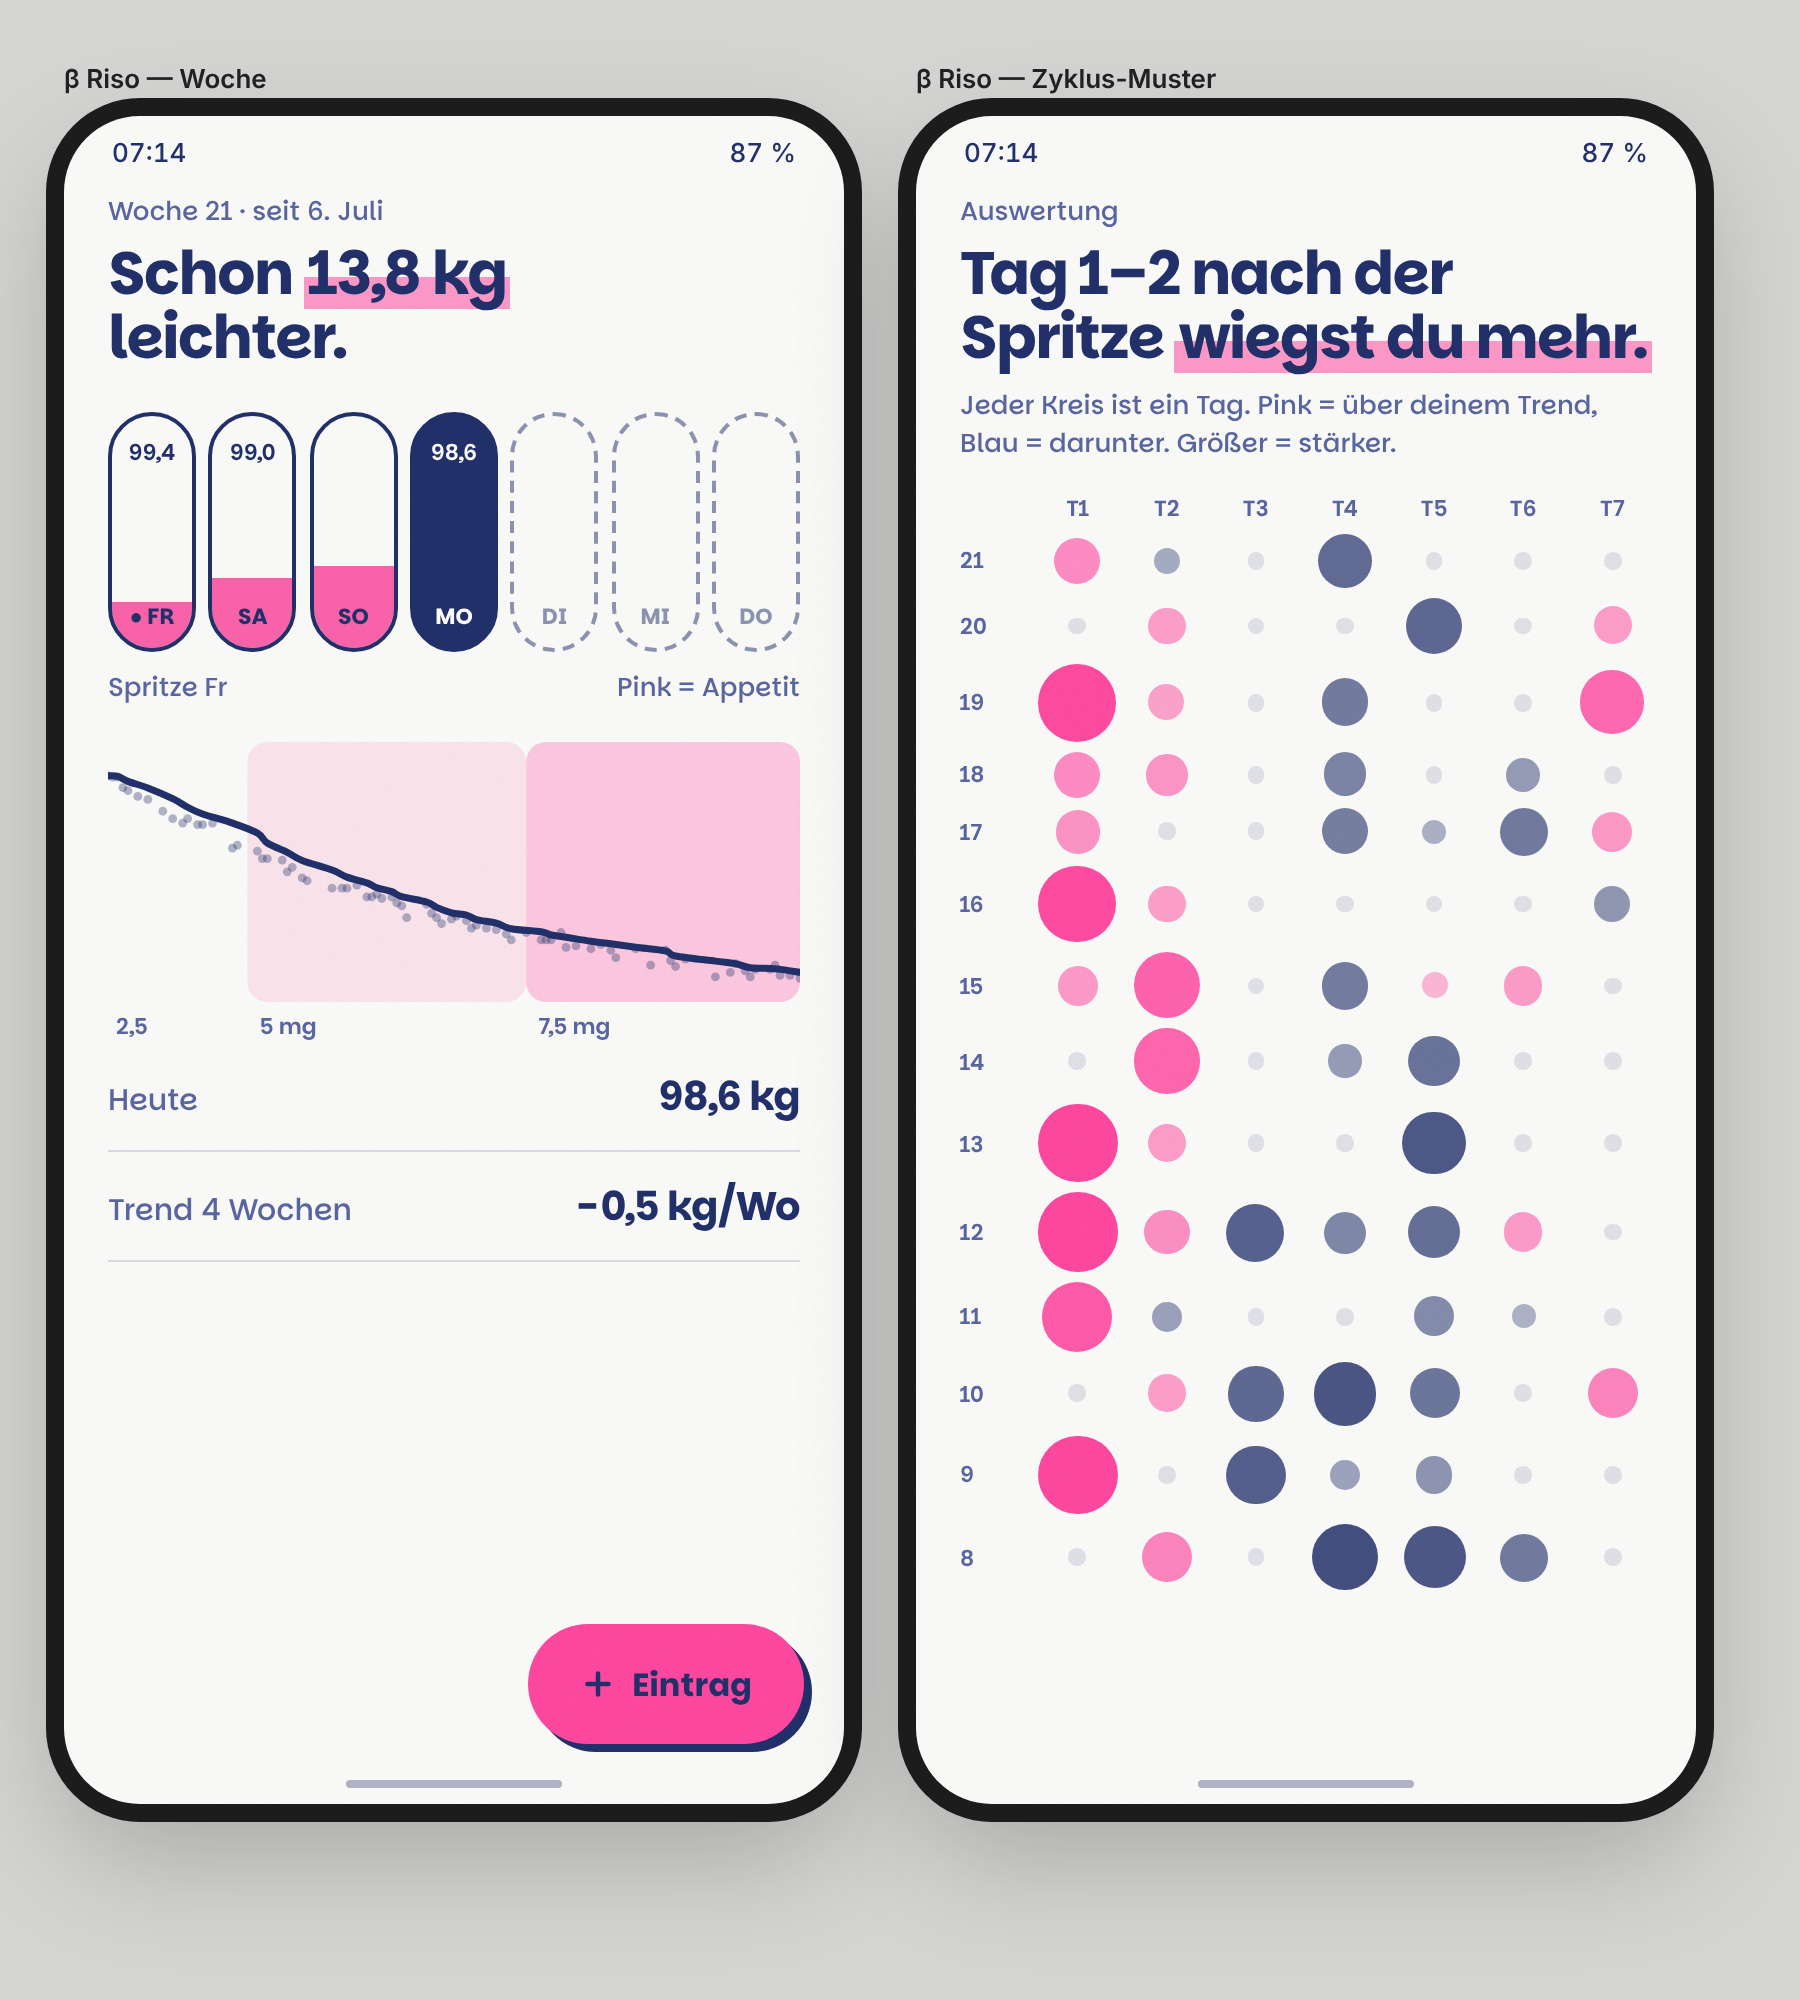 β Riso — Woche
07:14
87 %
Woche 21 · seit 6. Juli
Schon 13,8 kg
leichter.
99,4 99,0 98,6
• FR SA SO MO DI MI DO
Spritze Fr
Pink = Appetit
2,5 5 mg 7,5 mg
Heute 98,6 kg
Trend 4 Wochen −0,5 kg/Wo
+ Eintrag
β Riso — Zyklus-Muster
07:14
87 %
Auswertung
Tag 1–2 nach der
Spritze wiegst du mehr.
Jeder Kreis ist ein Tag. Pink = über deinem Trend,
Blau = darunter. Größer = stärker.
T1 T2 T3 T4 T5 T6 T7
21
20
19
18
17
16
15
14
13
12
11
10
9
8